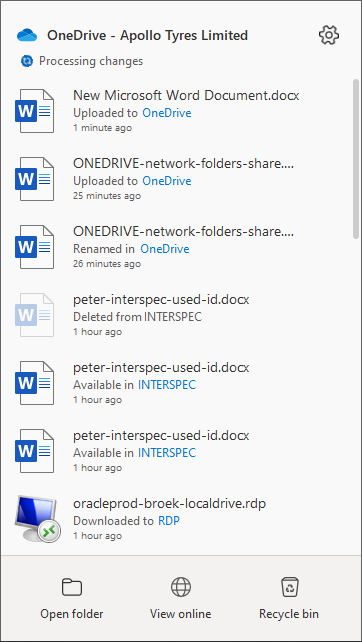 OneDrive - Apollo Tyres Limited
Processing changes
New Microsoft Word Document.docx
Uploaded to OneDrive
1 minute ago
ONEDRIVE-network-folders-share....
Uploaded to OneDrive
25 minutes ago
ONEDRIVE-network-folders-share....
Renamed in OneDrive
26 minutes ago
peter-interspec-used-id.docx
Deleted from INTERSPEC
1 hour ago
peter-interspec-used-id.docx
Available in INTERSPEC
1 hour ago
peter-interspec-used-id.docx
Available in INTERSPEC
1 hour ago
oracleprod-broek-localdrive.rdp
Downloaded to RDP
1 hour ago
Open folder View online Recycle bin